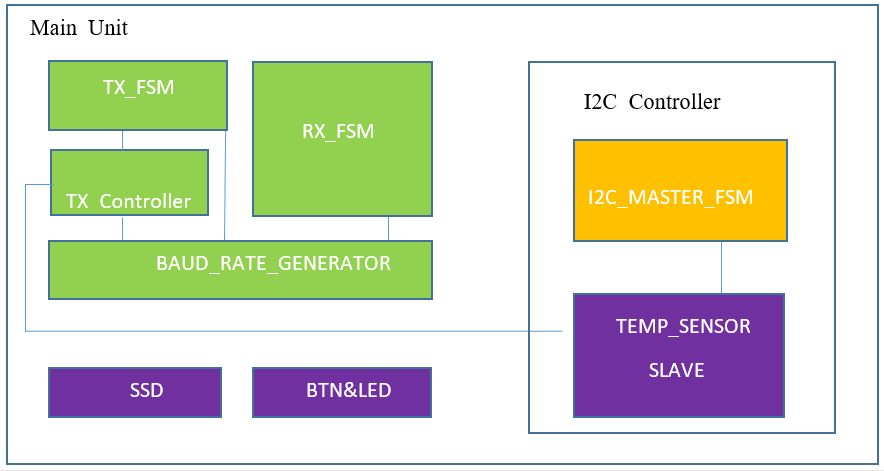 Main Unit
TX_FSM
RX_FSM
I2C Controller
TX Controller
I2C_MASTER_FSM
BAUD_RATE_GENERATOR
TEMP_SENSOR
SLAVE
SSD
BTN&LED